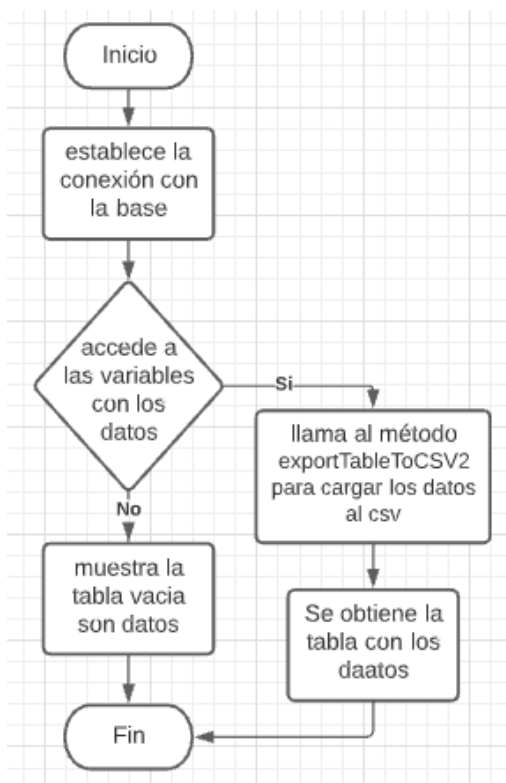 Inicio
establece la
conexión con
la base
accede a
las variables
con los
datos
Si
llama al método
exportTableToCSV2
para cargar los datos
al csv
No
muestra la
tabla vacia
son datos
Se obtiene la
tabla con los
daatos
Fin